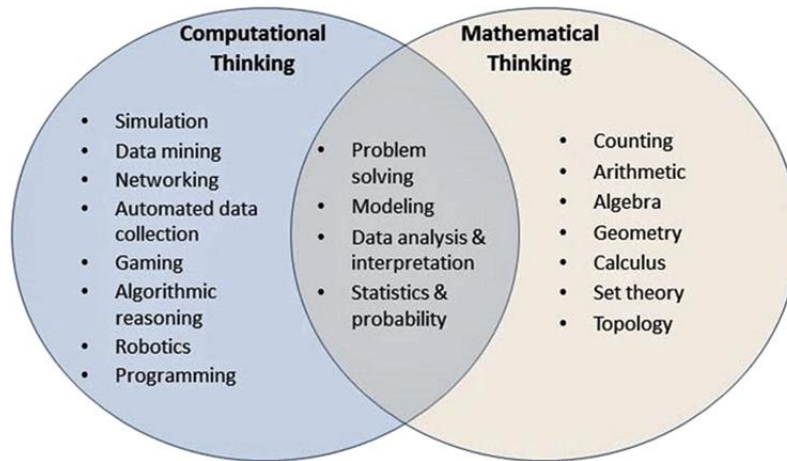 Computational
Thinking
• Simulation
• Data mining
• Networking
• Automated data
collection
• Gaming
• Algorithmic
reasoning
• Robotics
• Programming
• Problem
solving
• Modeling
• Data analysis &
interpretation
• Statistics &
probability
Mathematical
Thinking
• Counting
• Arithmetic
• Algebra
• Geometry
• Calculus
• Set theory
• Topology